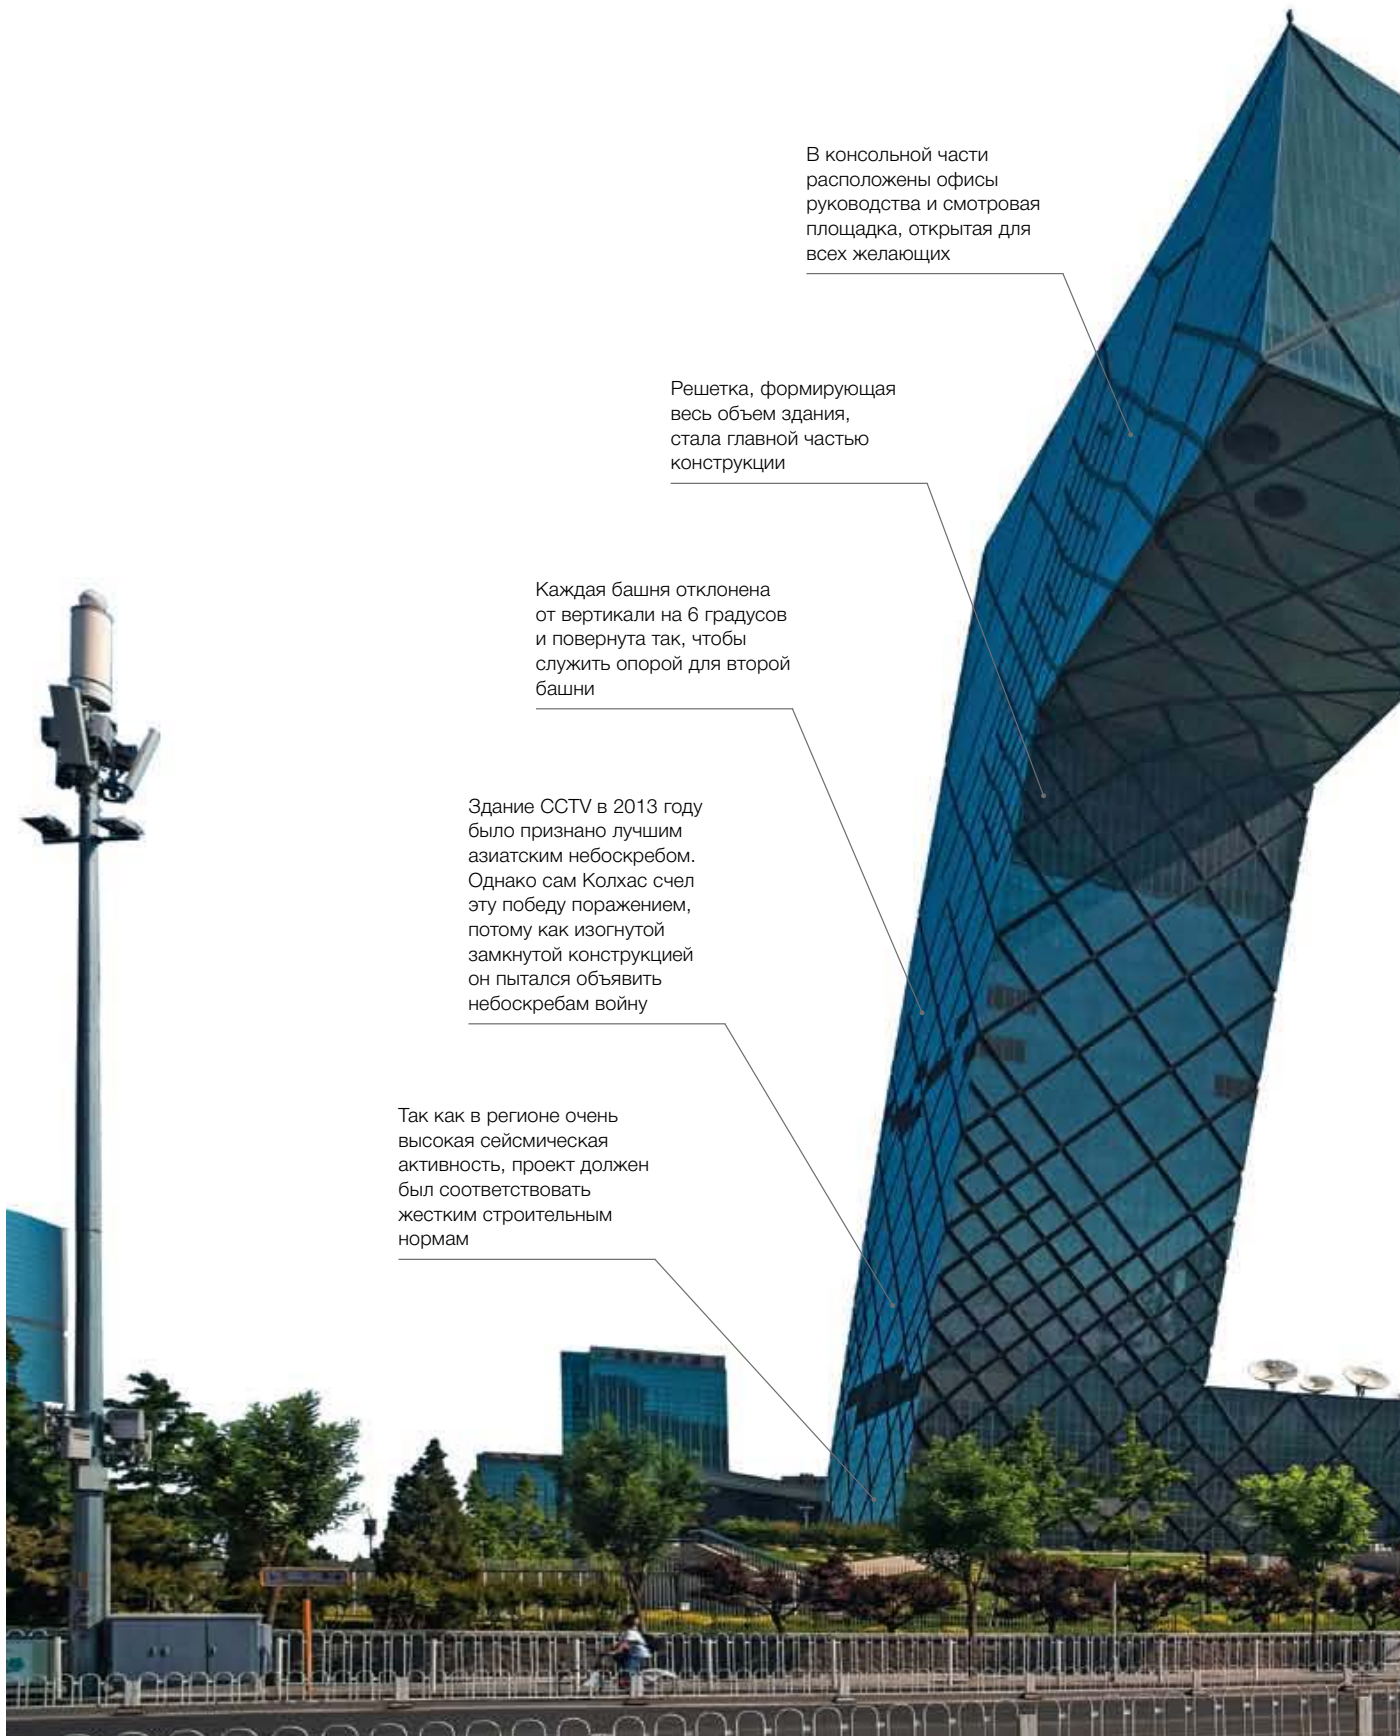 В консольной части
расположены офисы
руководства и смотровая
площадка, открытая для
всех желающих
Решетка, формирующая
весь объем здания,
стала главной частью
конструкции
Каждая башня отклонена
от вертикали на 6 градусов
и повернута так, чтобы
служить опорой для второй
башни
Здание CCTV в 2013 году
было признано лучшим
азиатским небоскребом.
Однако сам Колхас счел
эту победу поражением,
потому как изогнутой
замкнутой конструкцией
он пытался объявить
небоскребам войну
Так как в регионе очень
высокая сейсмическая
активность, проект должен
был соответствовать
жестким строительным
нормам